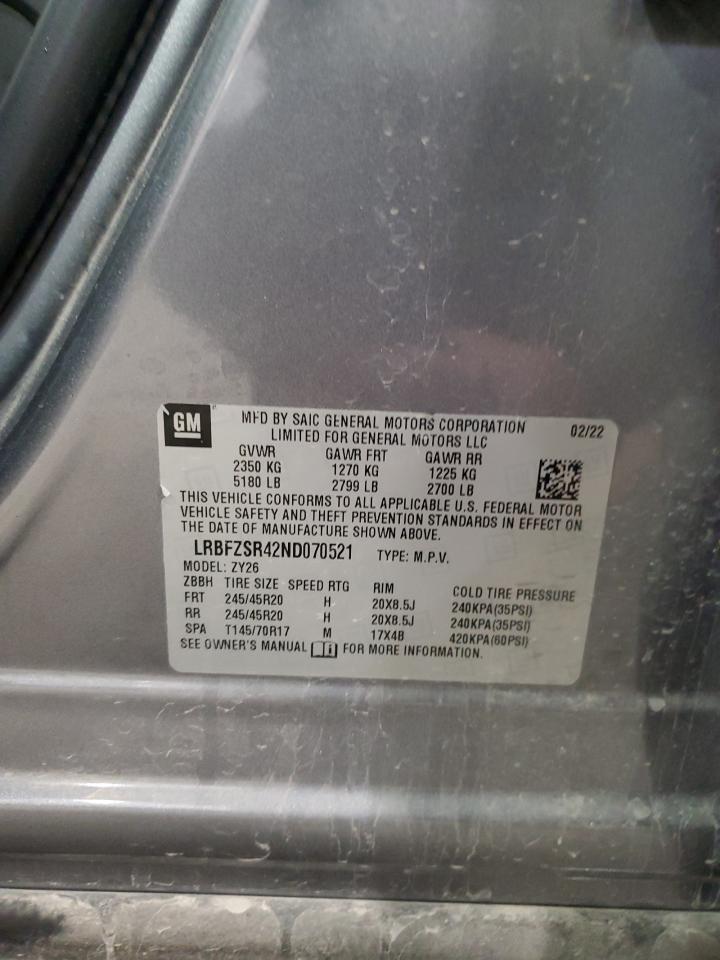 GM
MFD BY SAIC GENERAL MOTORS CORPORATION 02/22
LIMITED FOR GENERAL MOTORS LLC
GVWR GAWR FRT GAWR RR
2350 KG 1270 KG 1225 KG
5180 LB 2799 LB 2700 LB
THIS VEHICLE CONFORMS TO ALL APPLICABLE U.S. FEDERAL MOTOR
VEHICLE SAFETY AND THEFT PREVENTION STANDARDS IN EFFECT ON
THE DATE OF MANUFACTURE SHOWN ABOVE.
LRBFZSR42ND070521 TYPE: M.P.V.
MODEL: ZY26
ZBBH TIRE SIZE SPEED RTG RIM COLD TIRE PRESSURE
FRT 245/45R20 H 20X8.5J 240KPA(35PSI)
RR 245/45R20 H 20X8.5J 240KPA(35PSI)
SPA T145/70R17 M 17X4B 420KPA(60PSI)
SEE OWNER'S MANUAL FOR MORE INFORMATION.